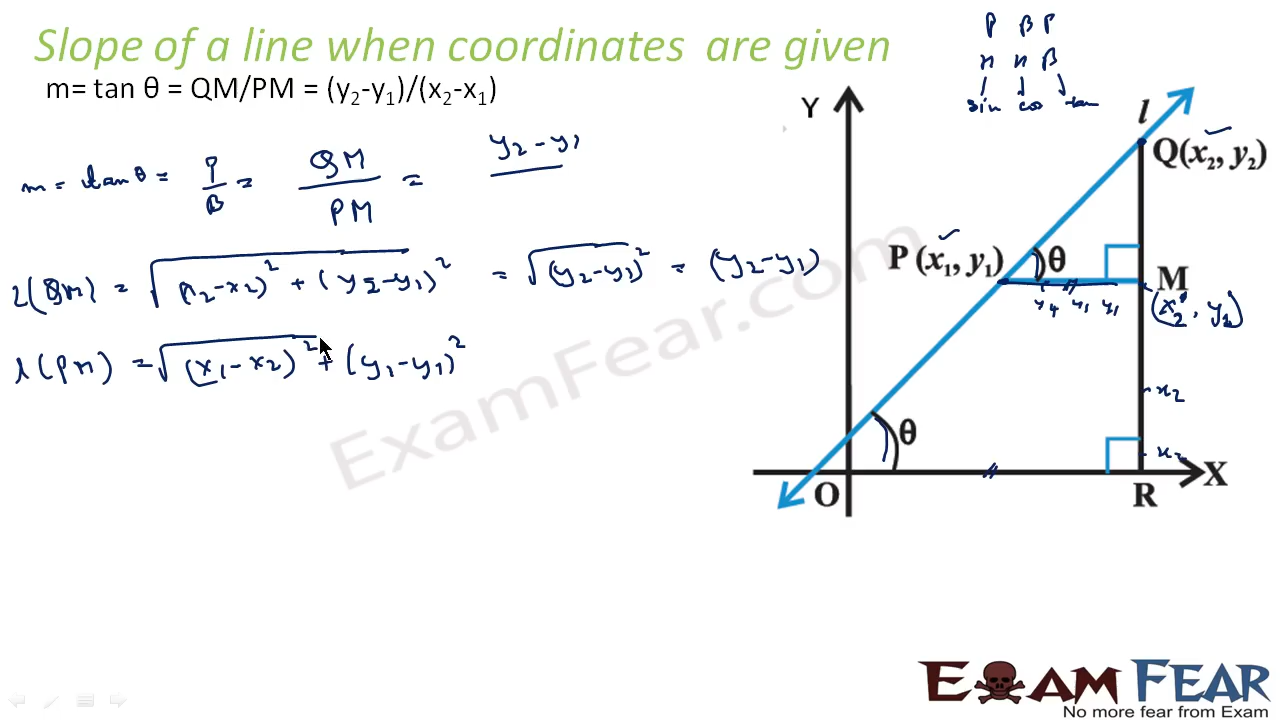 Slope of a line when coordinates are given
m= tan θ = QM/PM = (y₂-y₁)/(x₂-x₁)
P B P
H H B
sin cos tan
m = tan θ = P/B = QM/PM = y₂ - y₁
l(QM) = √(x₂-x₂)² + (y₂-y₁)² = √(y₂-y₁)² = (y₂-y₁)
l(PM) = √(x₁-x₂)² + (y₁-y₁)²
Y
l
Q(x₂, y₂)
P (x₁, y₁)
θ
M
y₁ y₁
x₂
θ
O
R
X
ExamFear.com
EXAM FEAR
No more fear from Exam